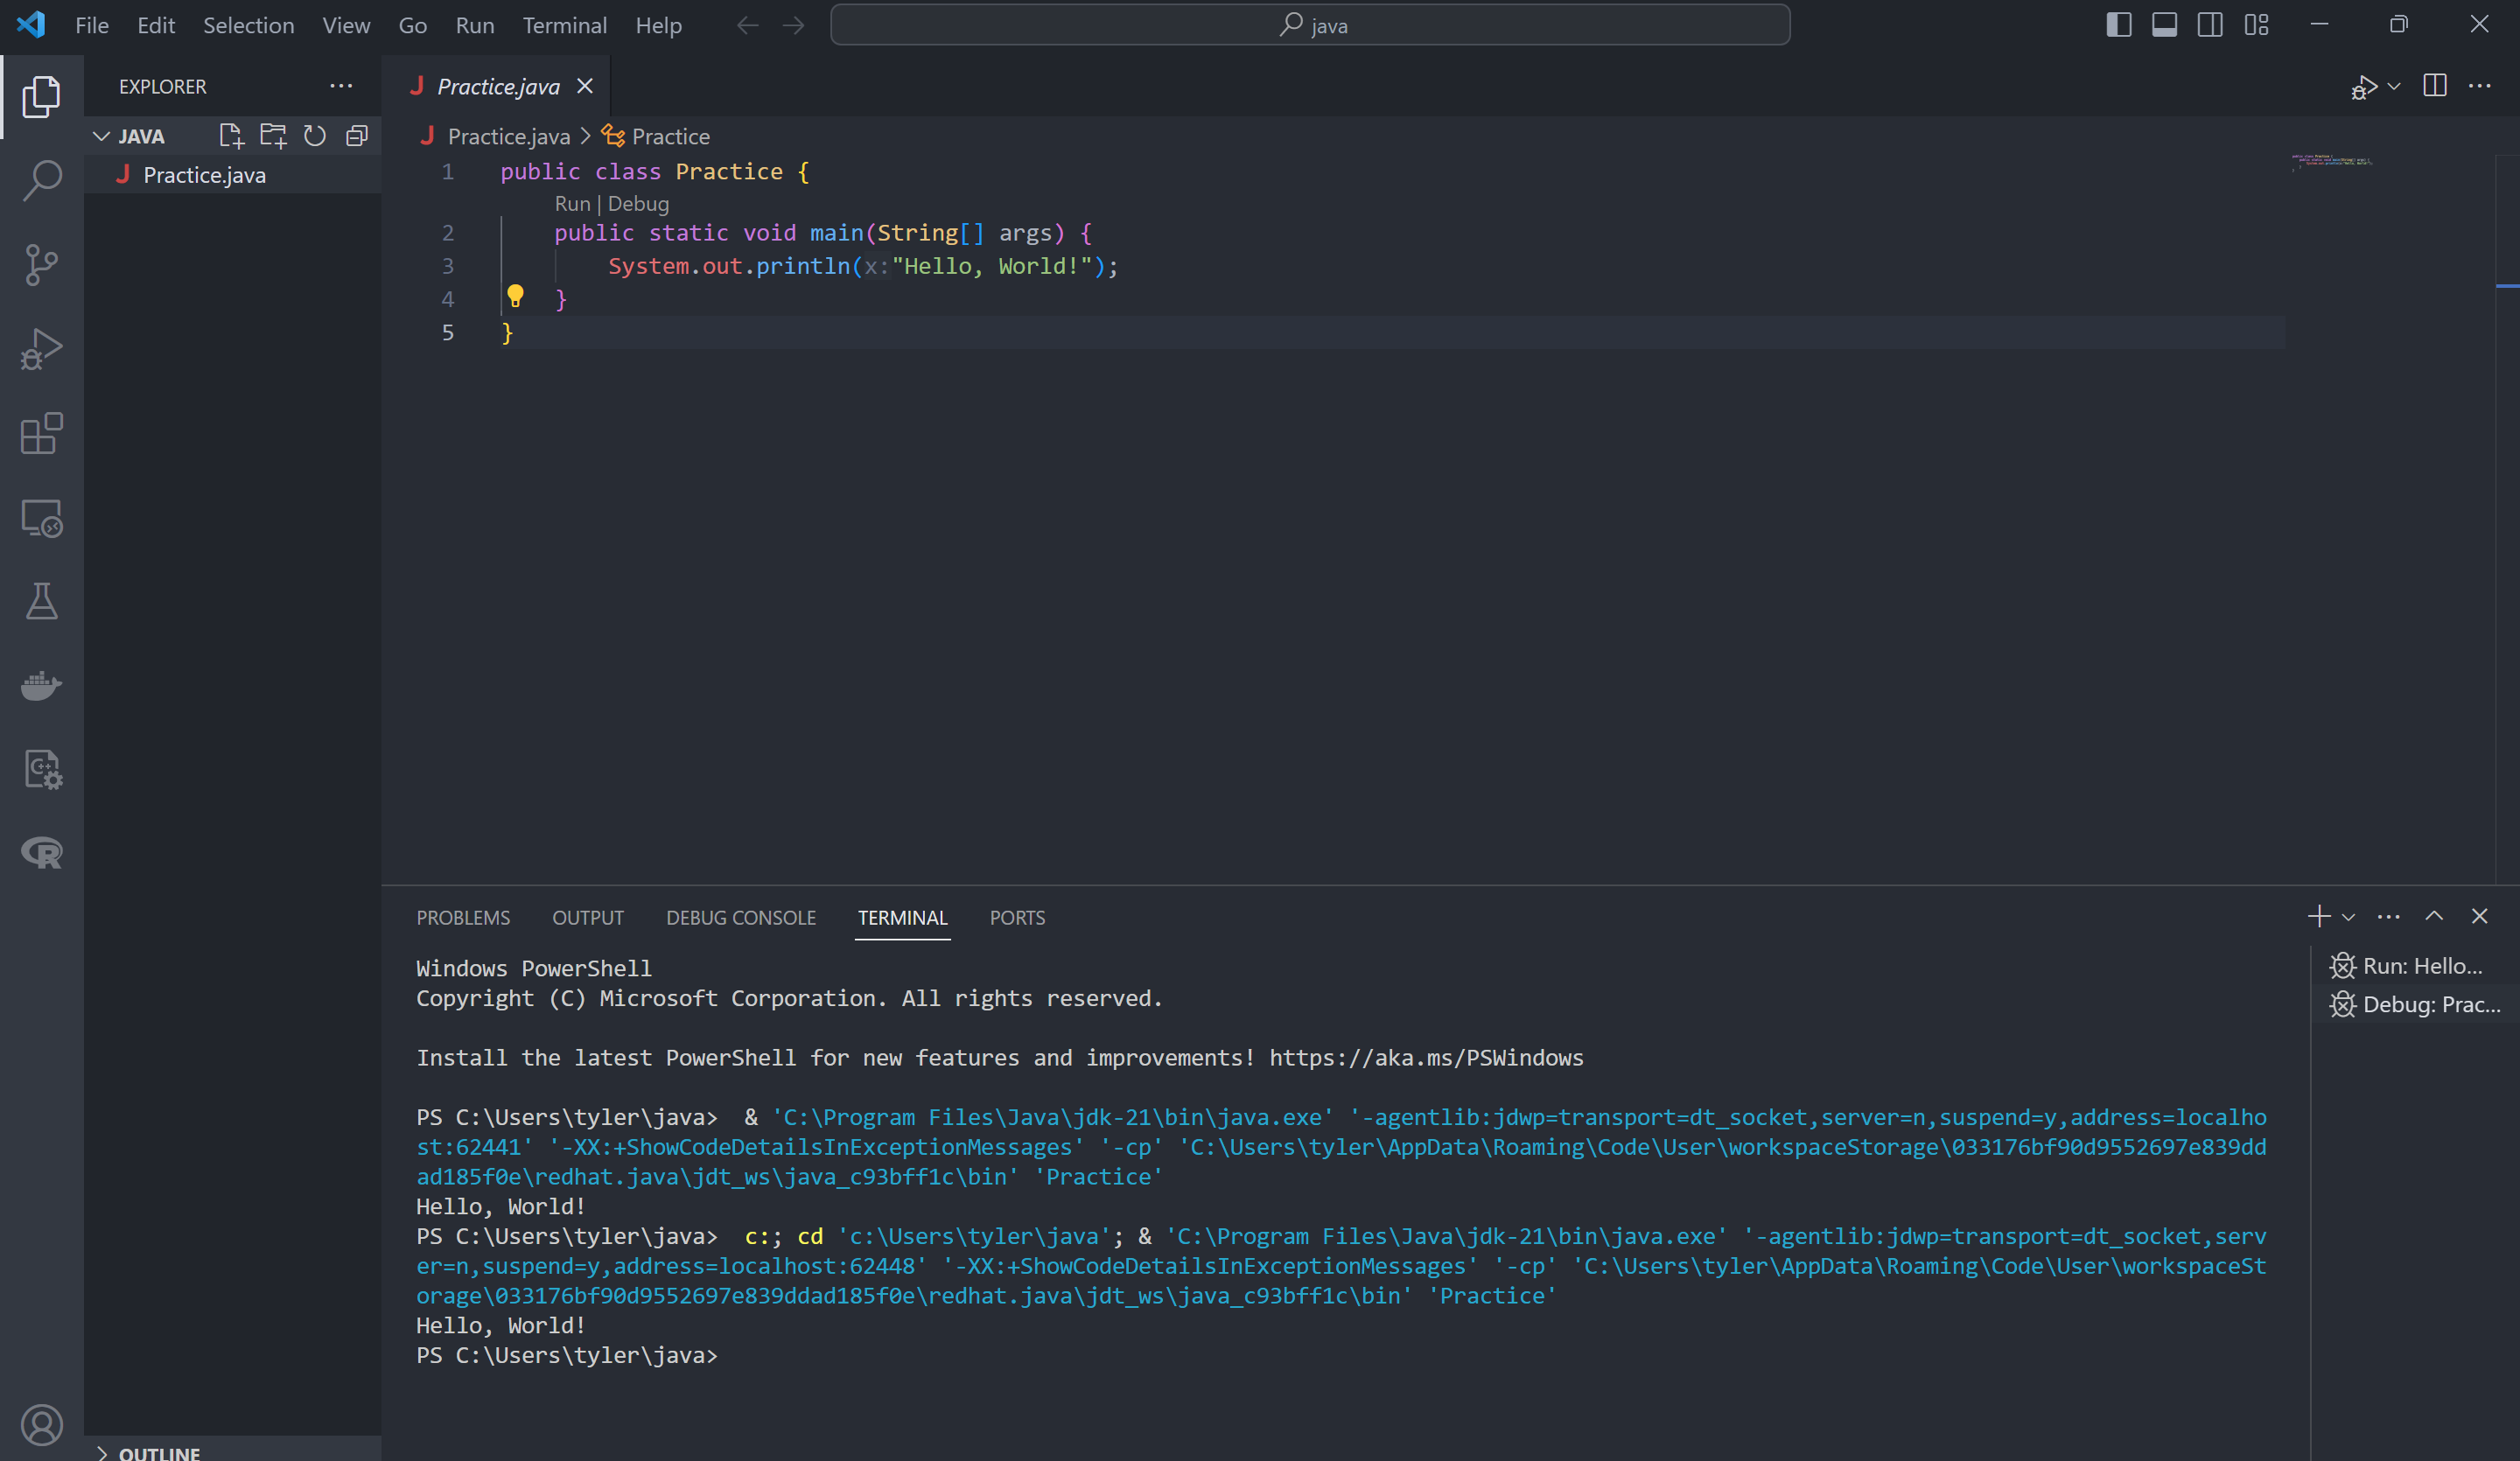 File Edit Selection View Go Run Terminal Help java
EXPLORER
JAVA
Practice.java
Practice.java
Practice.java > Practice
1 public class Practice {
Run | Debug
2 public static void main(String[] args) {
3 System.out.println(x:"Hello, World!");
4 }
5 }
PROBLEMS OUTPUT DEBUG CONSOLE TERMINAL PORTS
Windows PowerShell
Copyright (C) Microsoft Corporation. All rights reserved.
Install the latest PowerShell for new features and improvements! https://aka.ms/PSWindows
PS C:\Users\tyler\java>  & 'C:\Program Files\Java\jdk-21\bin\java.exe' '-agentlib:jdwp=transport=dt_socket,server=n,suspend=y,address=localho
st:62441' '-XX:+ShowCodeDetailsInExceptionMessages' '-cp' 'C:\Users\tyler\AppData\Roaming\Code\User\workspaceStorage\033176bf90d9552697e839dd
ad185f0e\redhat.java\jdt_ws\java_c93bff1c\bin' 'Practice'
Hello, World!
PS C:\Users\tyler\java>  c:; cd 'c:\Users\tyler\java'; & 'C:\Program Files\Java\jdk-21\bin\java.exe' '-agentlib:jdwp=transport=dt_socket,serv
er=n,suspend=y,address=localhost:62448' '-XX:+ShowCodeDetailsInExceptionMessages' '-cp' 'C:\Users\tyler\AppData\Roaming\Code\User\workspaceSt
orage\033176bf90d9552697e839ddad185f0e\redhat.java\jdt_ws\java_c93bff1c\bin' 'Practice'
Hello, World!
PS C:\Users\tyler\java>
Run: Hello...
Debug: Prac...
OUTLINE